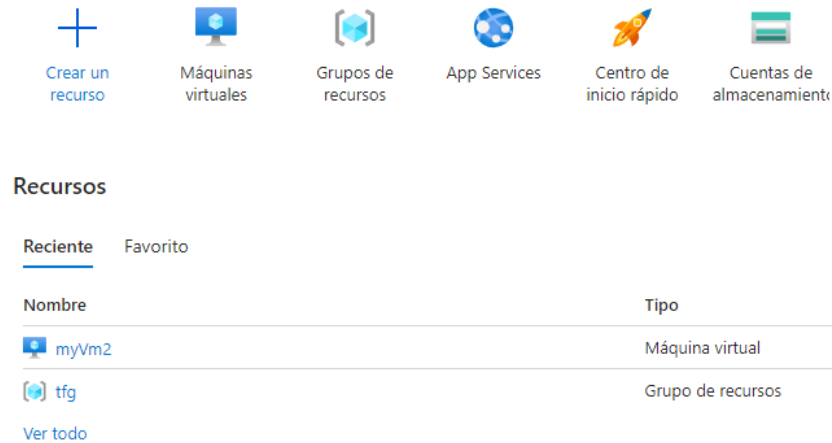 Crear un
recurso
Máquinas
virtuales
Grupos de
recursos
App Services
Centro de
inicio rápido
Cuentas de
almacenamiento
Recursos
Reciente Favorito
Nombre Tipo
myVm2 Máquina virtual
tfg Grupo de recursos
Ver todo